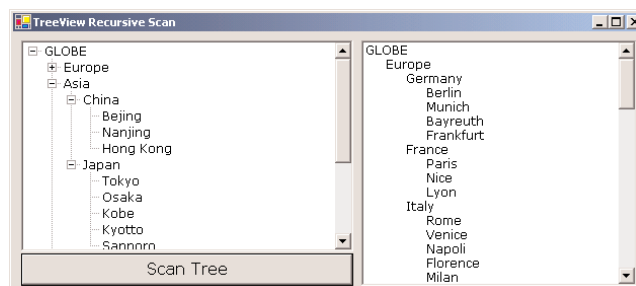 TreeView Recursive Scan
GLOBE
Europe
Asia
China
Bejing
Nanjing
Hong Kong
Japan
Tokyo
Osaka
Kobe
Kyotto
Sannoro
Scan Tree
GLOBE
Europe
Germany
Berlin
Munich
Bayreuth
Frankfurt
France
Paris
Nice
Lyon
Italy
Rome
Venice
Napoli
Florence
Milan